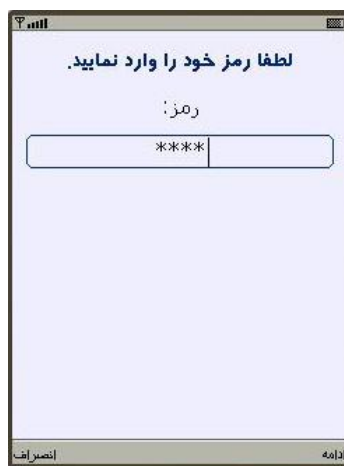 لطفا رمز خود را وارد نمایید.
رمز:
****
ادامه
انصراف